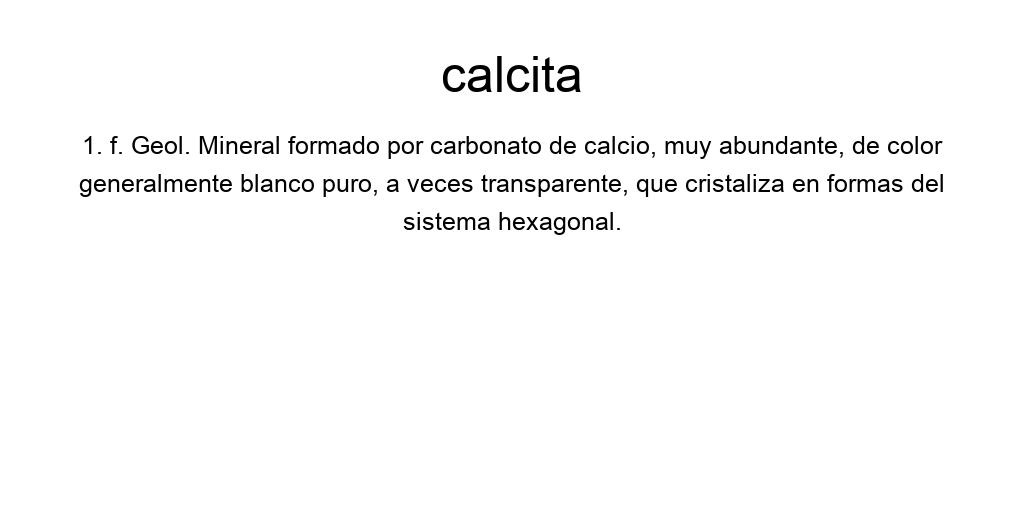 calcita
1. f. Geol. Mineral formado por carbonato de calcio, muy abundante, de color
generalmente blanco puro, a veces transparente, que cristaliza en formas del
sistema hexagonal.